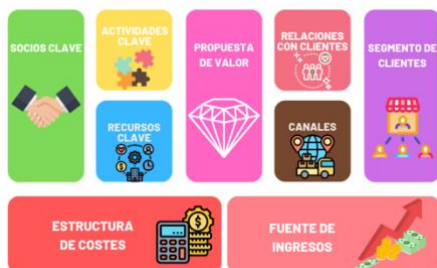 SOCIOS CLAVE
ACTIVIDADES
CLAVE
RECURSOS
CLAVE
PROPUESTA
DE VALOR
RELACIONES
CON CLIENTES
CANALES
SEGMENTO DE
CLIENTES
ESTRUCTURA
DE COSTES
FUENTE DE
INGRESOS